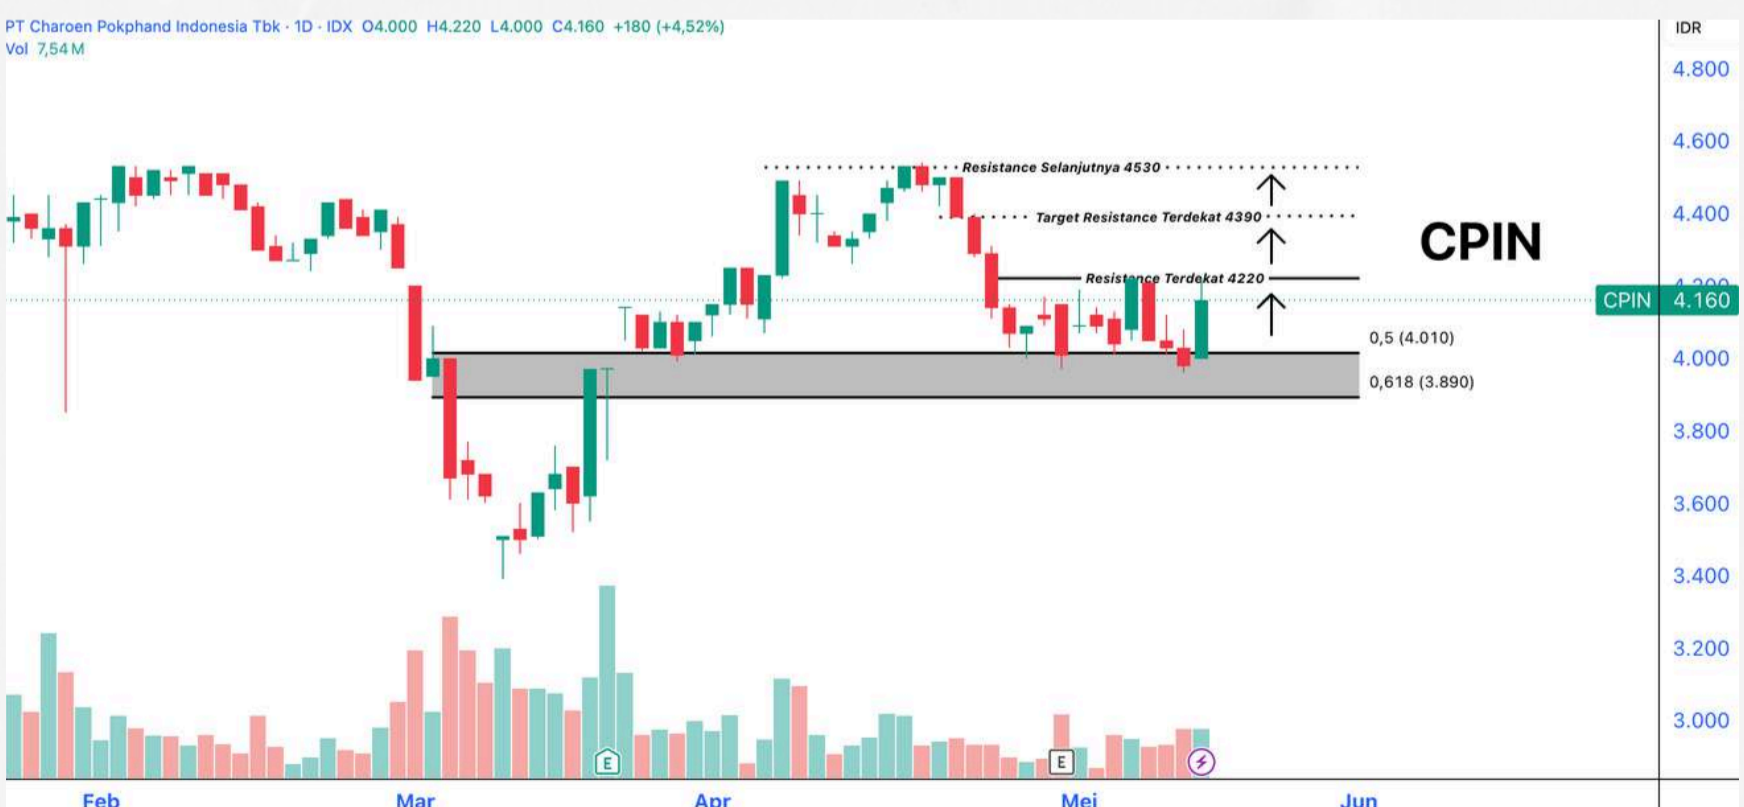 PT Charoen Pokphand Indonesia Tbk · 1D · IDX O4.000 H4.220 L4.000 C4.160 +180 (+4,52%)
Vol 7,54 M
IDR
4.800
4.600
Resistance Selanjutnya 4530
4.400
Target Resistance Terdekat 4390
CPIN
Resistance Terdekat 4220
4.200
CPIN 4.160
0,5 (4.010)
4.000
0,618 (3.890)
3.800
3.600
3.400
3.200
3.000
E
E
Feb Mar Apr Mei Jun